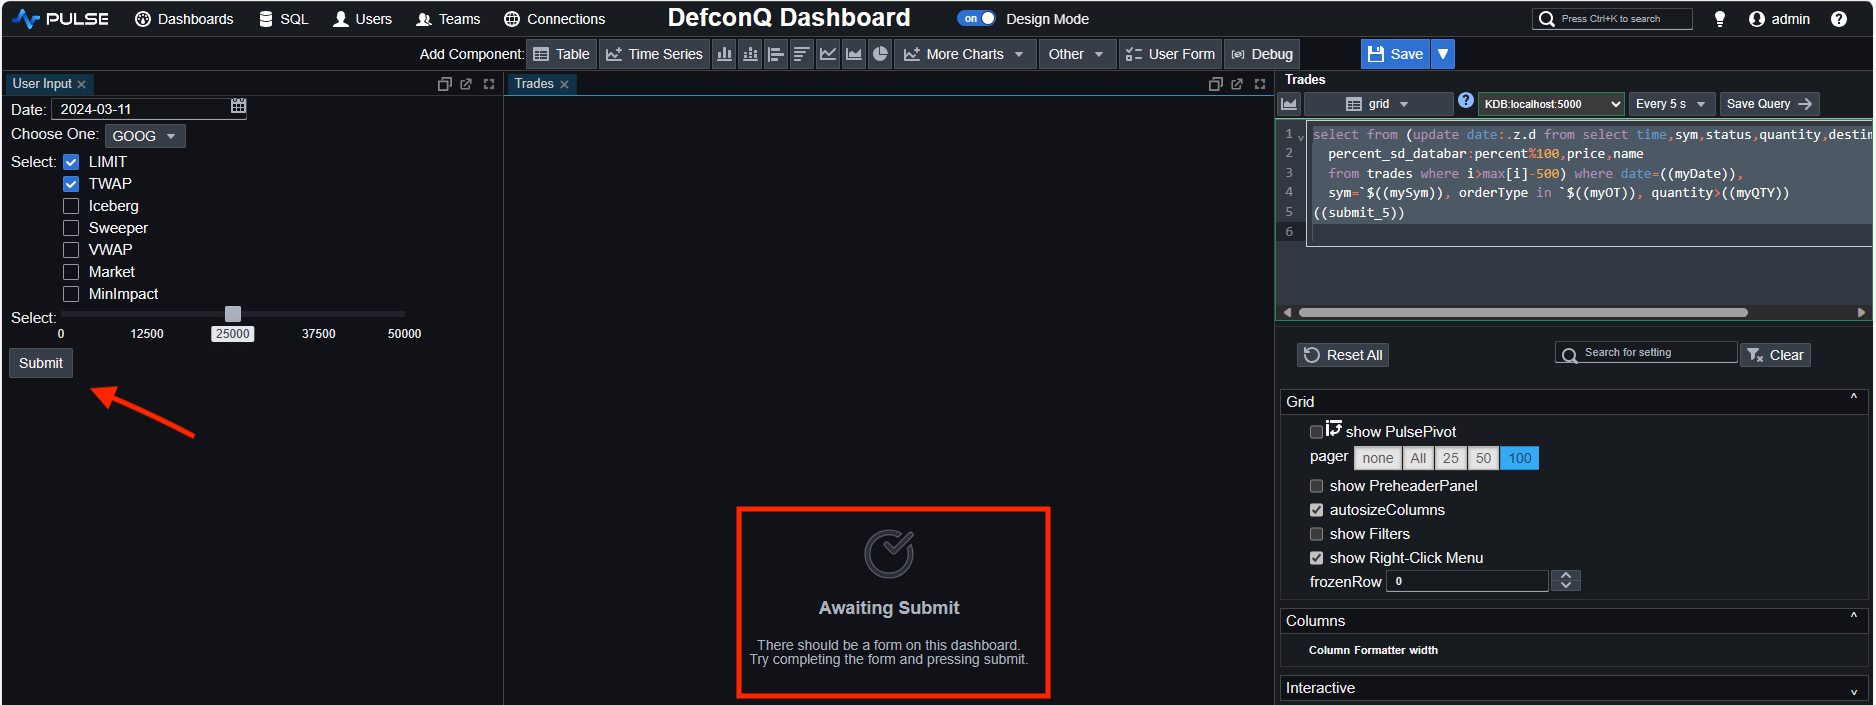 PULSE Dashboards SQL Users Teams Connections DefconQ Dashboard on Design Mode Press Ctrl+K to search admin ?
Add Component: Table Time Series More Charts Other User Form Debug Save
User Input
Date: 2024-03-11
Choose One: GOOG
Select: LIMIT
TWAP
Iceberg
Sweeper
VWAP
Market
MinImpact
Select:
0 12500 25000 37500 50000
Submit
Trades
Awaiting Submit
There should be a form on this dashboard.
Try completing the form and pressing submit.
Trades
grid ? KDB:localhost:5000 Every 5 s Save Query
1 select from (update date:.z.d from select time,sym,status,quantity,destin
2 percent_sd_databar:percent%100,price,name
3 from trades where i>max[i]-500) where date=((myDate)),
4 sym=`$((mySym)), orderType in `$((myOT)), quantity>((myQTY))
5 ((submit_5))
6
Reset All Search for setting Clear
Grid
show PulsePivot
pager none All 25 50 100
show PreheaderPanel
autosizeColumns
show Filters
show Right-Click Menu
frozenRow 0
Columns
Column Formatter width
Interactive